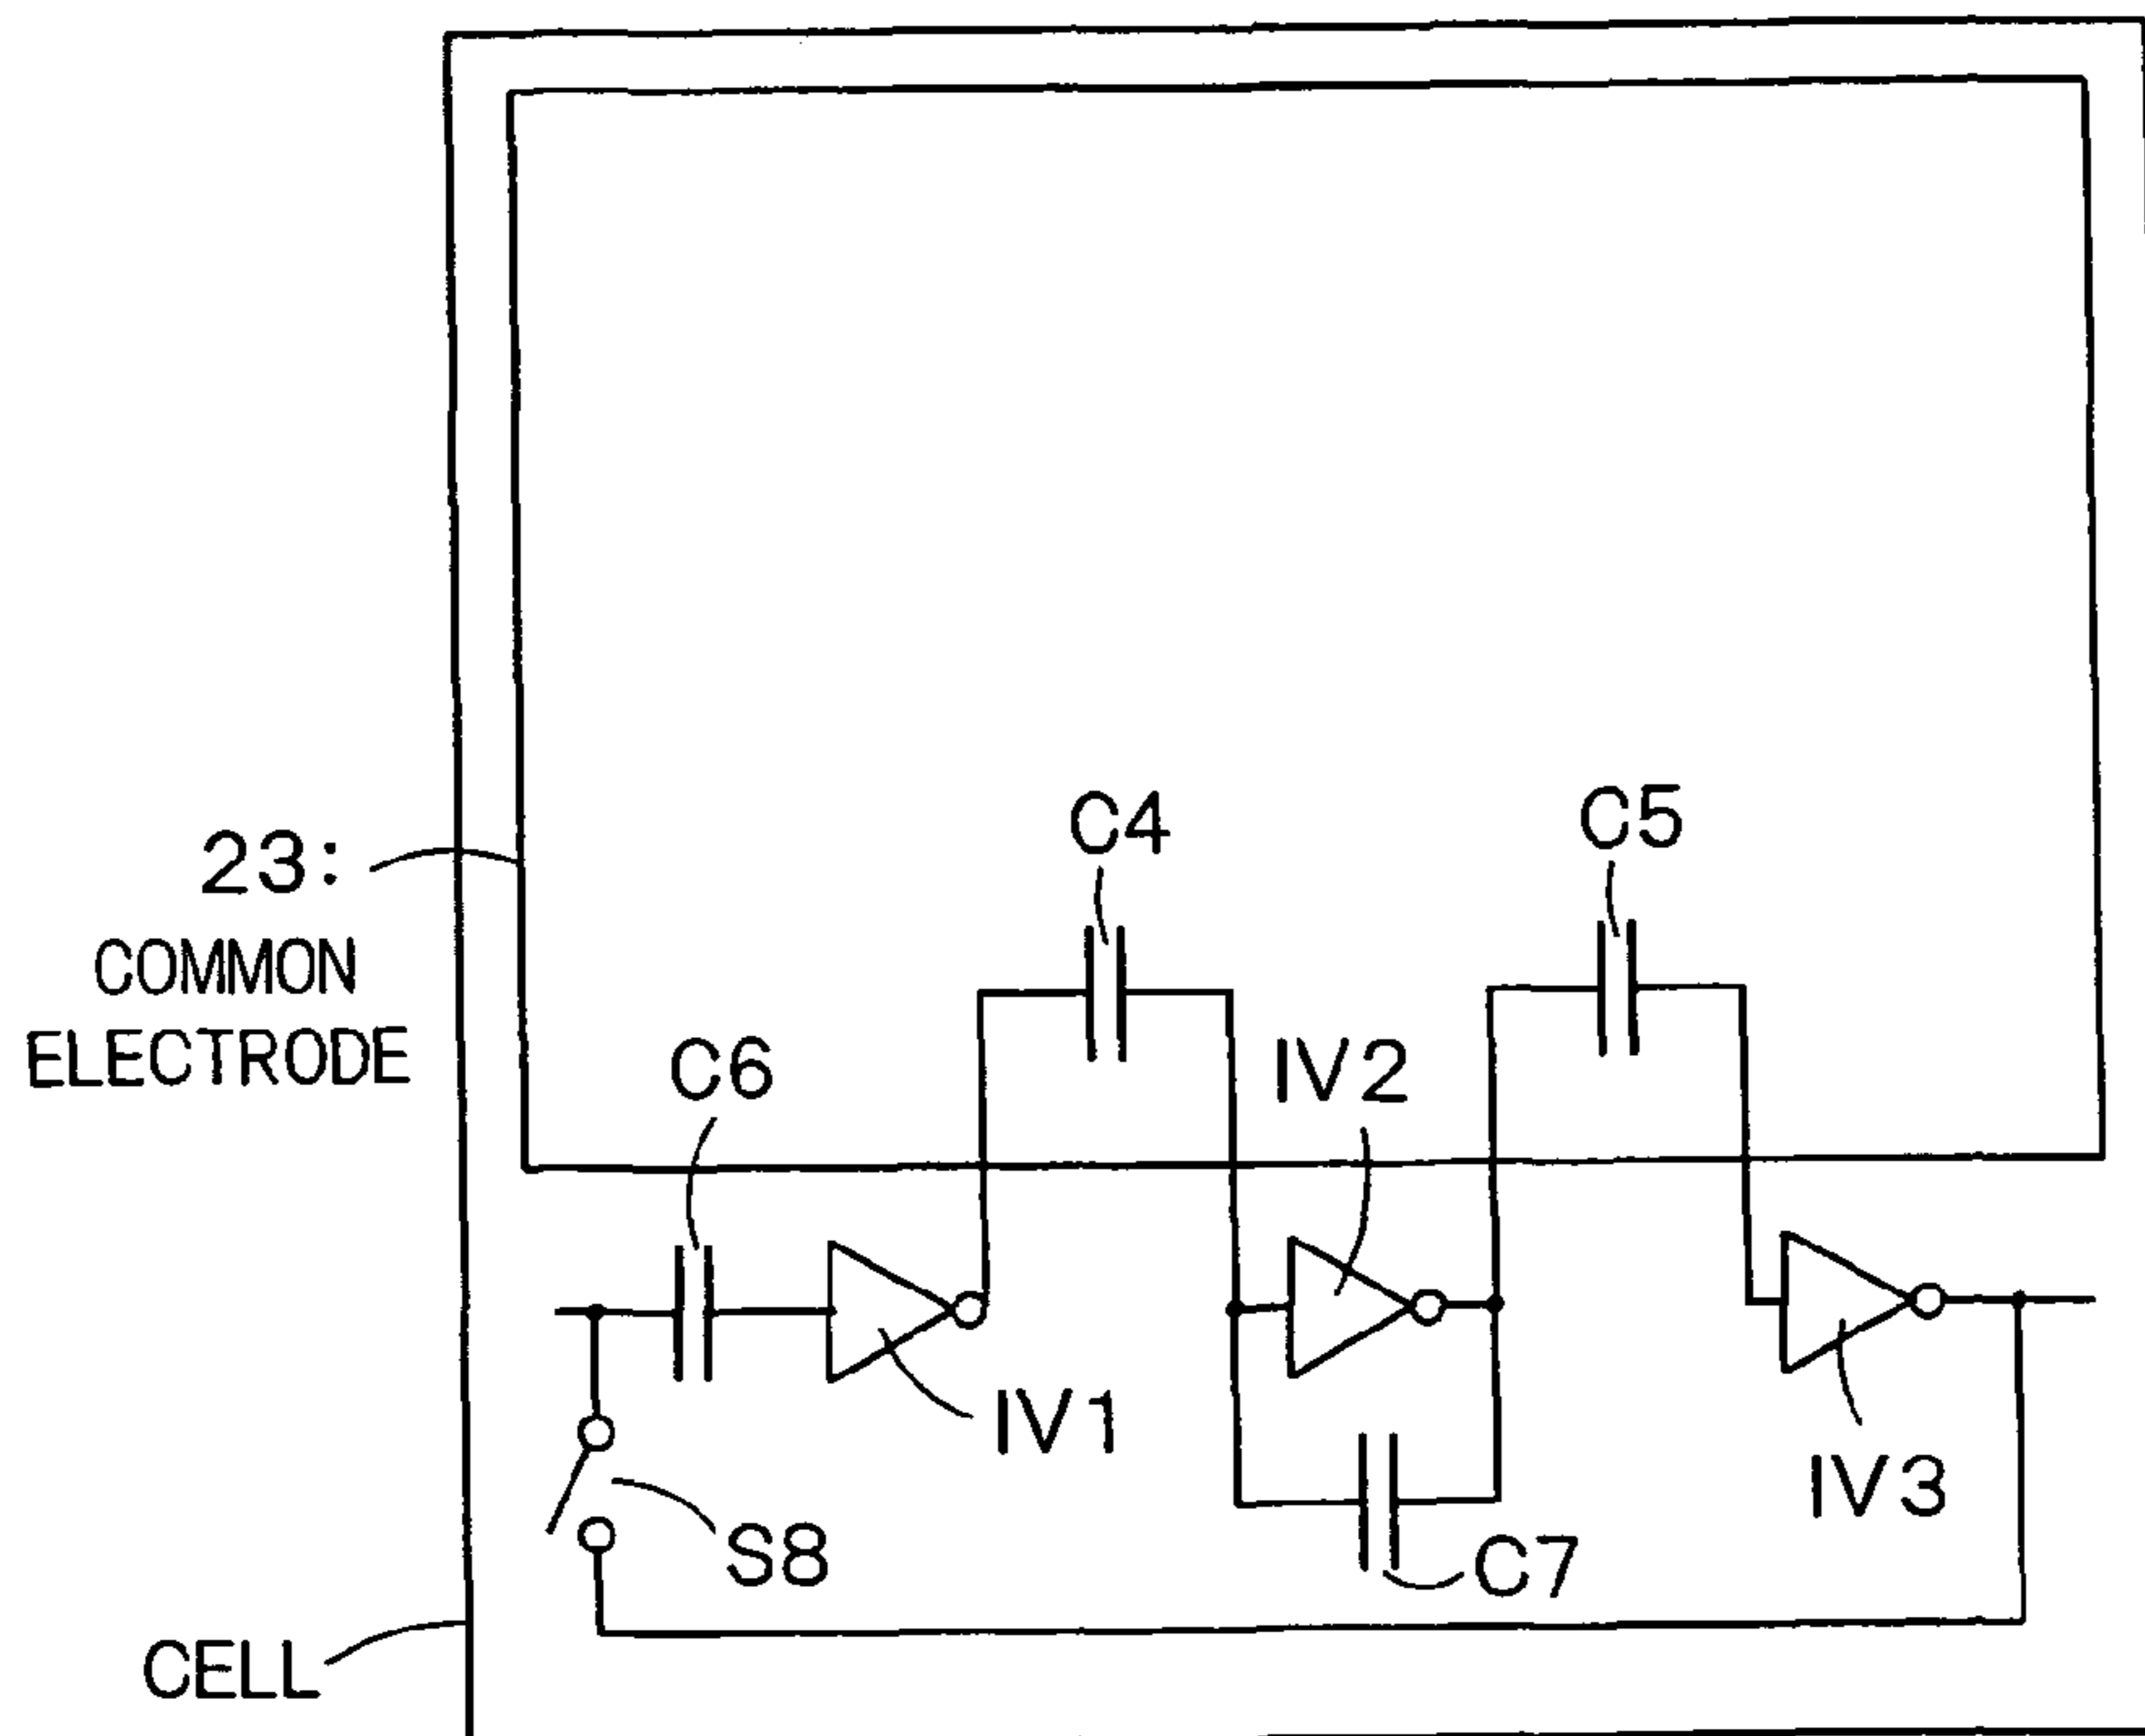 C4
C5
23:
COMMON
ELECTRODE
C6
IV2
IV1
IV3
S8
C7
CELL